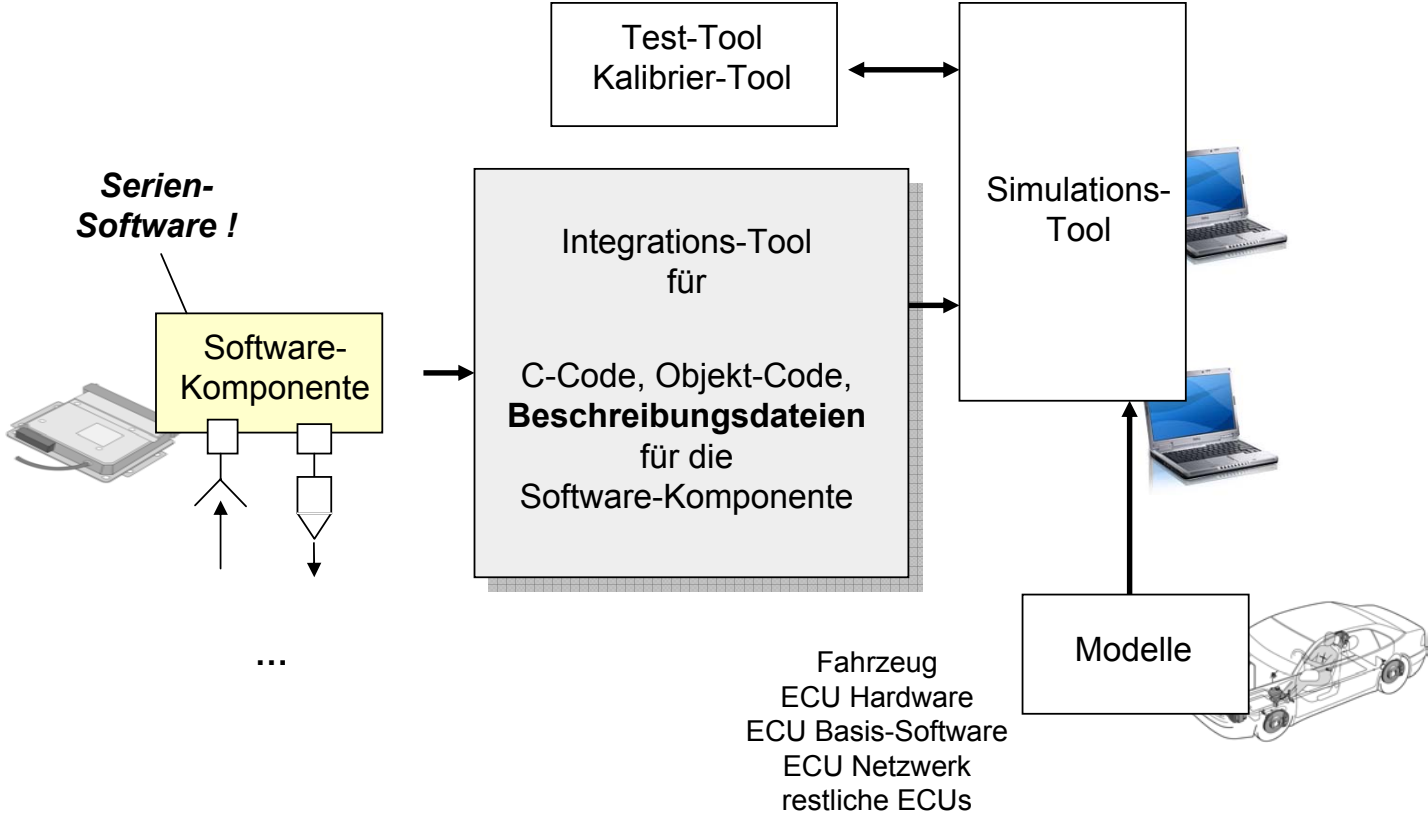 Test-Tool
Kalibrier-Tool
Simulations-
Tool
Serien-
Software !
Integrations-Tool
für
C-Code, Objekt-Code,
Beschreibungsdateien
für die
Software-Komponente
Software-
Komponente
...
Modelle
Fahrzeug
ECU Hardware
ECU Basis-Software
ECU Netzwerk
restliche ECUs